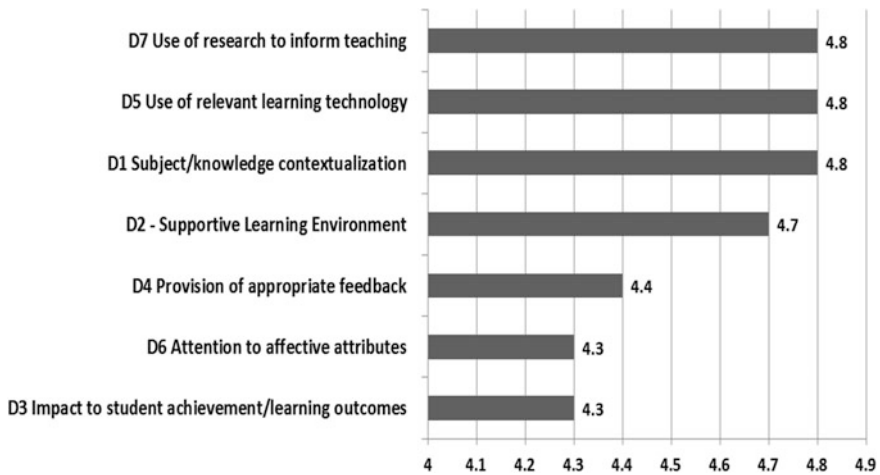 D7 Use of research to inform teaching 4.8
D5 Use of relevant learning technology 4.8
D1 Subject/knowledge contextualization 4.8
D2 - Supportive Learning Environment 4.7
D4 Provision of appropriate feedback 4.4
D6 Attention to affective attributes 4.3
D3 Impact to student achievement/learning outcomes 4.3
4 4.1 4.2 4.3 4.4 4.5 4.6 4.7 4.8 4.9